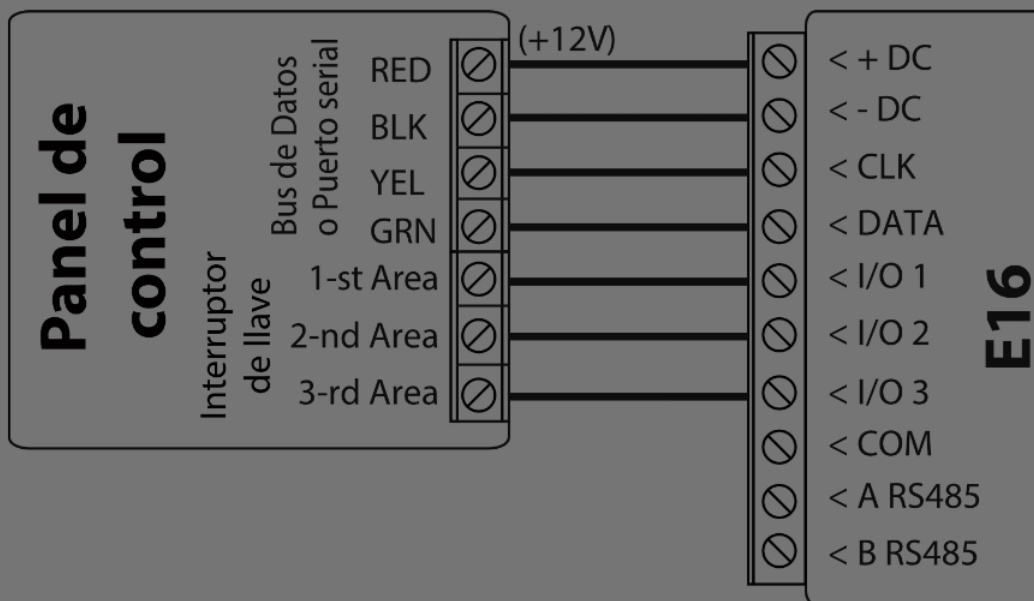 Panel de
control
Bus de Datos
o Puerto serial
Interruptor
de llave
RED
BLK
YEL
GRN
1-st Area
2-nd Area
3-rd Area
(+12V)
< + DC
< - DC
< CLK
< DATA
< I/O 1
< I/O 2
< I/O 3
< COM
< A RS485
< B RS485
E16